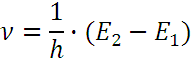 ν = 1/h · (E₂ − E₁)